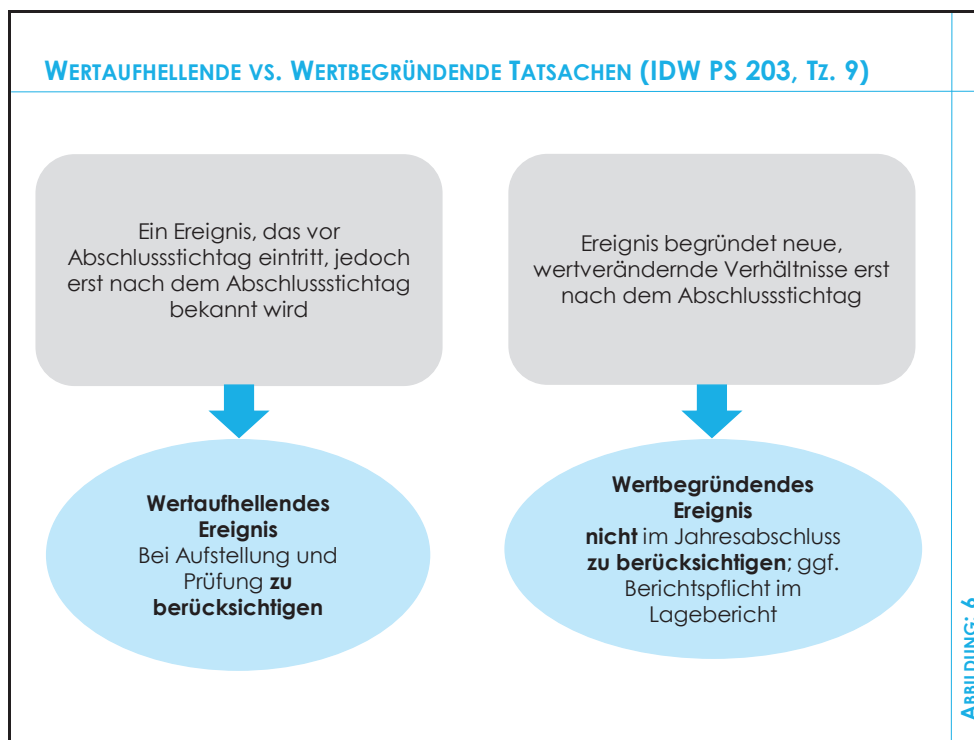 WERTAUFHELLENDE VS. WERTBEGRÜNDENDE TATSACHEN (IDW PS 203, TZ. 9)
Ein Ereignis, das vor
Abschlussstichtag eintritt, jedoch
erst nach dem Abschlussstichtag
bekannt wird
Ereignis begründet neue,
wertverändernde Verhältnisse erst
nach dem Abschlussstichtag
Wertaufhellendes
Ereignis
Bei Aufstellung und
Prüfung zu
berücksichtigen
Wertbegründendes
Ereignis
nicht im Jahresabschluss
zu berücksichtigen; ggf.
Berichtspflicht im
Lagebericht
ABBILDUNG: 6